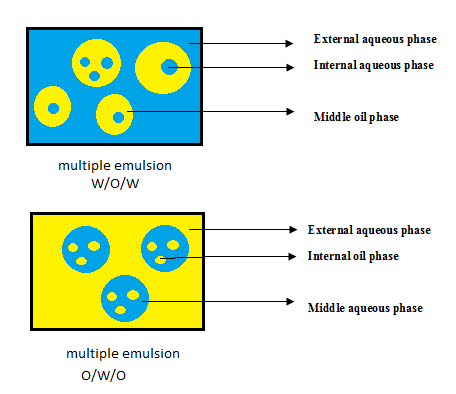 External aqueous phase
Internal aqueous phase
Middle oil phase
multiple emulsion
W/O/W
External aqueous phase
Internal oil phase
Middle aqueous phase
multiple emulsion
O/W/O